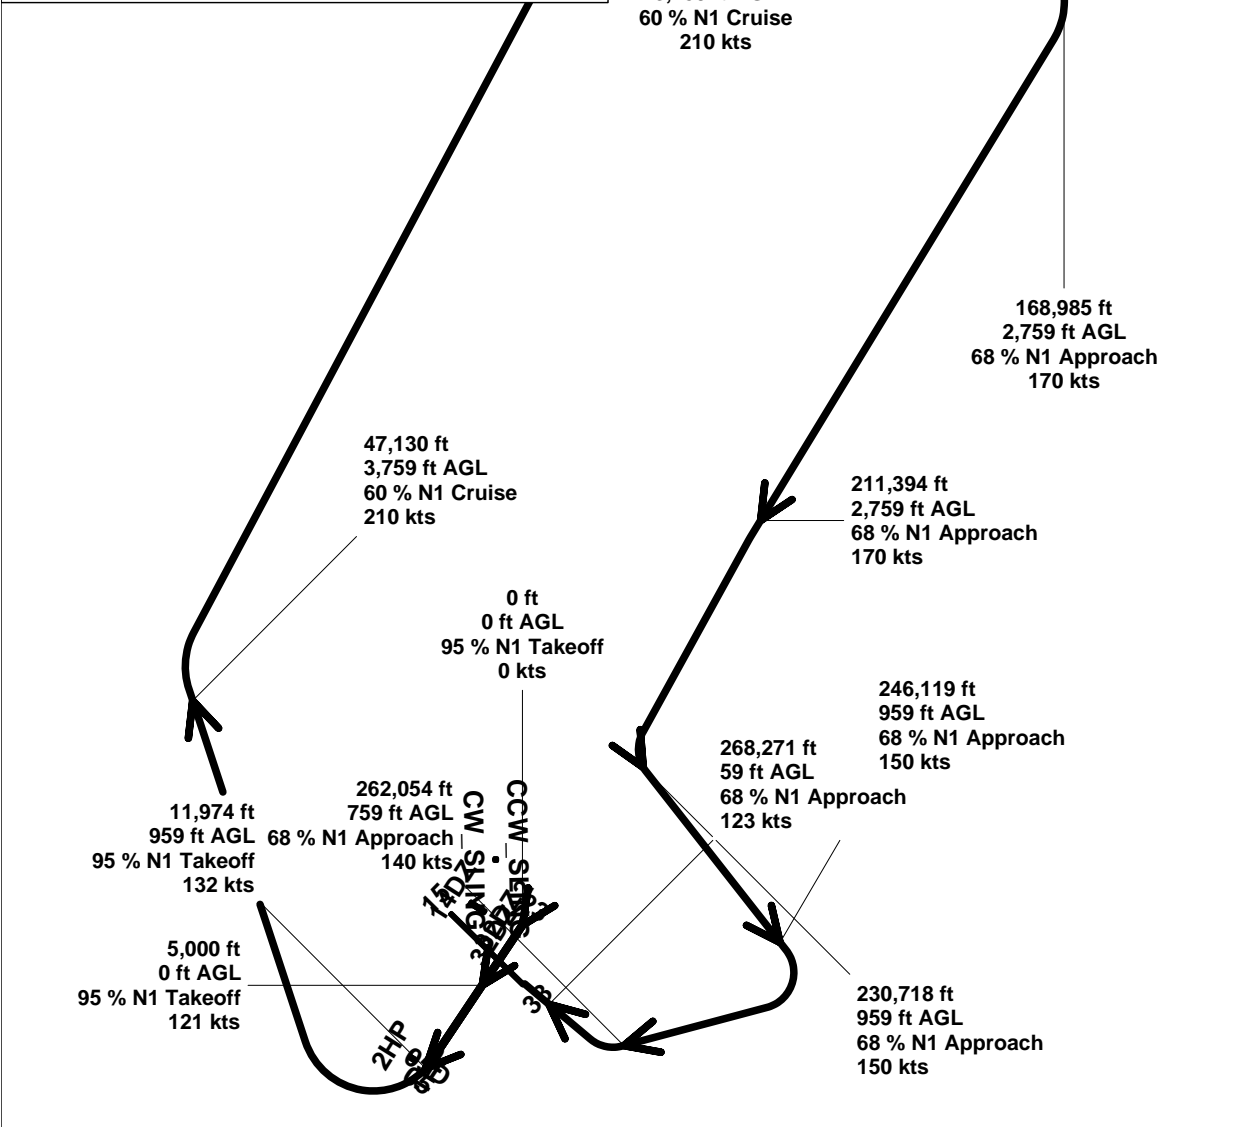 60 % N1 Cruise
210 kts
168,985 ft
2,759 ft AGL
68 % N1 Approach
170 kts
47,130 ft
3,759 ft AGL
60 % N1 Cruise
210 kts
211,394 ft
2,759 ft AGL
68 % N1 Approach
170 kts
0 ft
0 ft AGL
95 % N1 Takeoff
0 kts
246,119 ft
959 ft AGL
68 % N1 Approach
150 kts
268,271 ft
59 ft AGL
68 % N1 Approach
123 kts
262,054 ft
759 ft AGL
68 % N1 Approach
140 kts
11,974 ft
959 ft AGL
95 % N1 Takeoff
132 kts
CW_SLING
15
14DZ
33
5,000 ft
0 ft AGL
95 % N1 Takeoff
121 kts
2HP
230,718 ft
959 ft AGL
68 % N1 Approach
150 kts